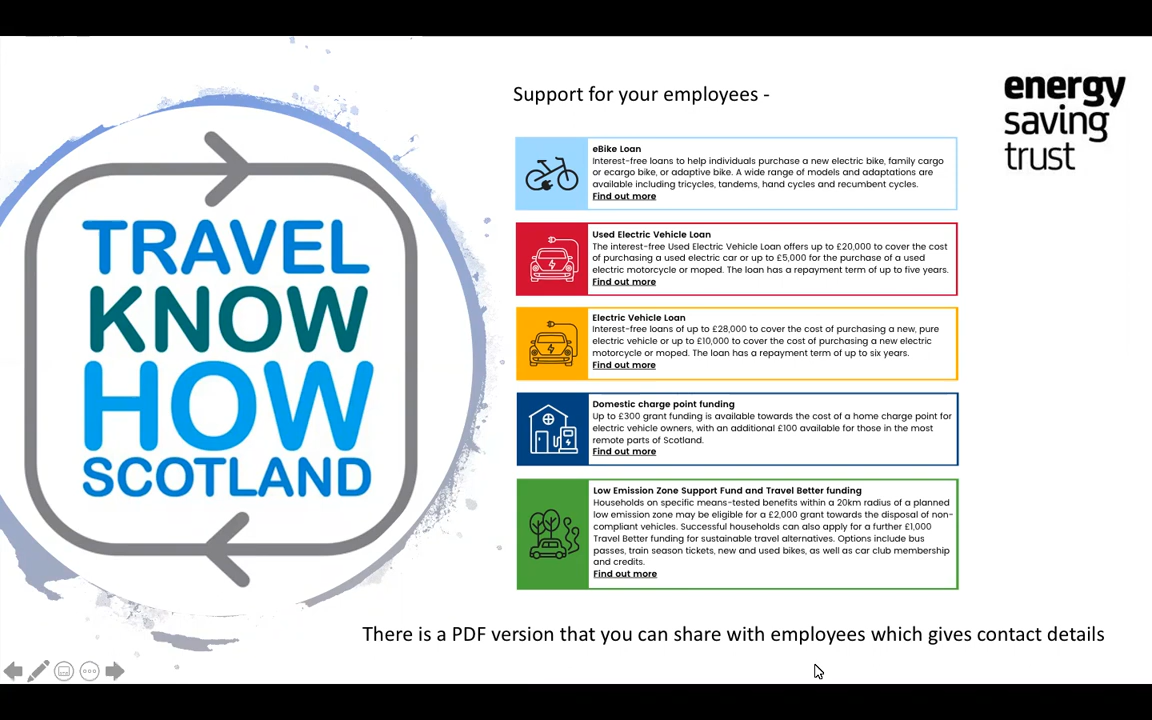 Support for your employees -
energy
saving
trust
TRAVEL
KNOW
HOW
SCOTLAND
eBike Loan
Interest-free loans to help individuals purchase a new electric bike, family cargo
or ecargo bike, or adaptive bike. A wide range of models and adaptations are
available including tricycles, tandems, hand cycles and recumbent cycles.
Find out more
Used Electric Vehicle Loan
The interest-free Used Electric Vehicle Loan offers up to £20,000 to cover the cost
of purchasing a used electric car or up to £5,000 for the purchase of a used
electric motorcycle or moped. The loan has a repayment term of up to five years.
Find out more
Electric Vehicle Loan
Interest-free loans of up to £28,000 to cover the cost of purchasing a new, pure
electric vehicle or up to £10,000 to cover the cost of purchasing a new electric
motorcycle or moped. The loan has a repayment term of up to six years.
Find out more
Domestic charge point funding
Up to £300 grant funding is available towards the cost of a home charge point for
electric vehicle owners, with an additional £100 available for those in the most
remote parts of Scotland.
Find out more
Low Emission Zone Support Fund and Travel Better funding
Households on specific means-tested benefits within a 20km radius of a planned
low emission zone may be eligible for a £2,000 grant towards the disposal of non-
compliant vehicles. Successful households can also apply for a further £1,000
Travel Better funding for sustainable travel alternatives. Options include bus
passes, train season tickets, new and used bikes, as well as car club membership
and credits.
Find out more
There is a PDF version that you can share with employees which gives contact details